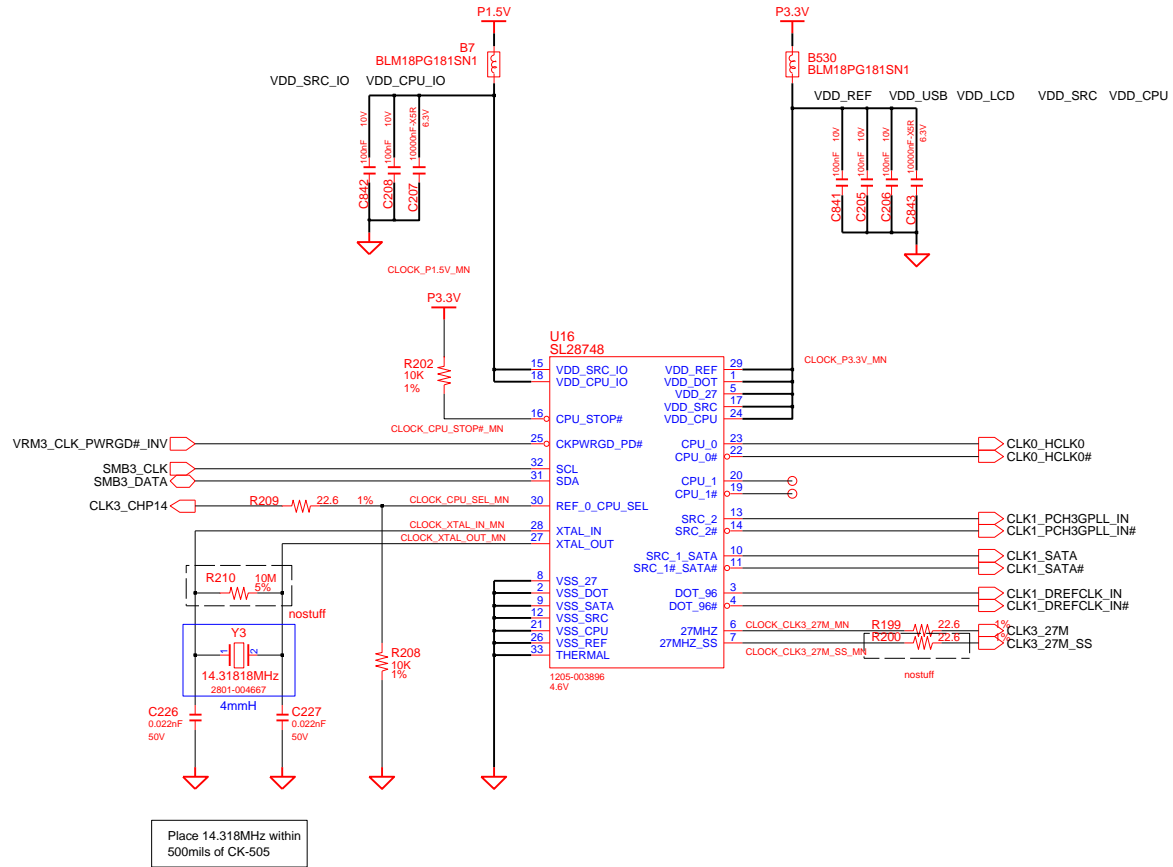 P1.5V
P3.3V
B7
BLM18PG181SN1
B530
BLM18PG181SN1
VDD_SRC_IO VDD_CPU_IO
VDD_REF VDD_USB VDD_LCD VDD_SRC VDD_CPU
10V
100nF
C842
10V
100nF
C208
6.3V
10000nF-X5R
C207
10V
100nF
C841
10V
100nF
C205
10V
100nF
C206
6.3V
10000nF-X5R
C843
CLOCK_P1.5V_MN
P3.3V
R202
10K
1%
CLOCK_CPU_STOP#_MN
CLOCK_P3.3V_MN
U16
SL28748
15 VDD_SRC_IO
18 VDD_CPU_IO
16 CPU_STOP#
VRM3_CLK_PWRGD#_INV 25 CKPWRGD_PD#
SMB3_CLK 32 SCL
SMB3_DATA 31 SDA
CLK3_CHP14 R209 22.6 1% CLOCK_CPU_SEL_MN 30 REF_0_CPU_SEL
CLOCK_XTAL_IN_MN 28 XTAL_IN
CLOCK_XTAL_OUT_MN 27 XTAL_OUT
8 VSS_27
2 VSS_DOT
9 VSS_SATA
12 VSS_SRC
21 VSS_CPU
26 VSS_REF
33 THERMAL
VDD_REF 29
VDD_DOT 1
VDD_27 5
VDD_SRC 17
VDD_CPU 24
CPU_0 23 CLK0_HCLK0
CPU_0# 22 CLK0_HCLK0#
CPU_1 20
CPU_1# 19
SRC_2 13 CLK1_PCH3GPLL_IN
SRC_2# 14 CLK1_PCH3GPLL_IN#
SRC_1_SATA 10 CLK1_SATA
SRC_1#_SATA# 11 CLK1_SATA#
DOT_96 3 CLK1_DREFCLK_IN
DOT_96# 4 CLK1_DREFCLK_IN#
27MHZ 6 CLOCK_CLK3_27M_MN R199 22.6 1% CLK3_27M
27MHZ_SS 7 CLOCK_CLK3_27M_SS_MN R200 22.6 1% CLK3_27M_SS
nostuff
1205-003896
4.6V
R210 10M
5%
nostuff
Y3
1 2
14.31818MHz
2801-004667
4mmH
R208
10K
1%
C226
0.022nF
50V
C227
0.022nF
50V
Place 14.318MHz within
500mils of CK-505